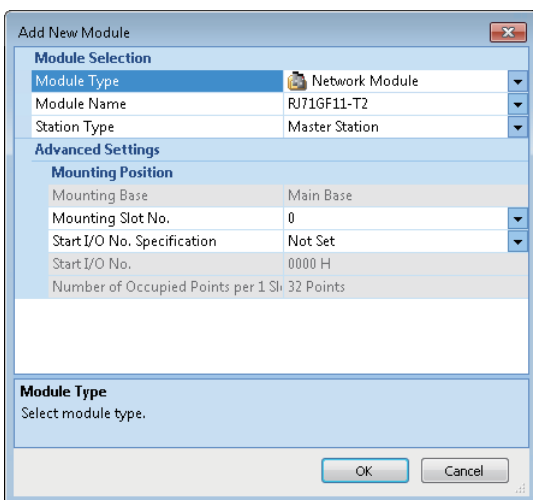 Add New Module
Module Selection
Module Type Network Module
Module Name RJ71GF11-T2
Station Type Master Station
Advanced Settings
Mounting Position
Mounting Base Main Base
Mounting Slot No. 0
Start I/O No. Specification Not Set
Start I/O No. 0000 H
Number of Occupied Points per 1 Sl 32 Points
Module Type
Select module type.
OK Cancel